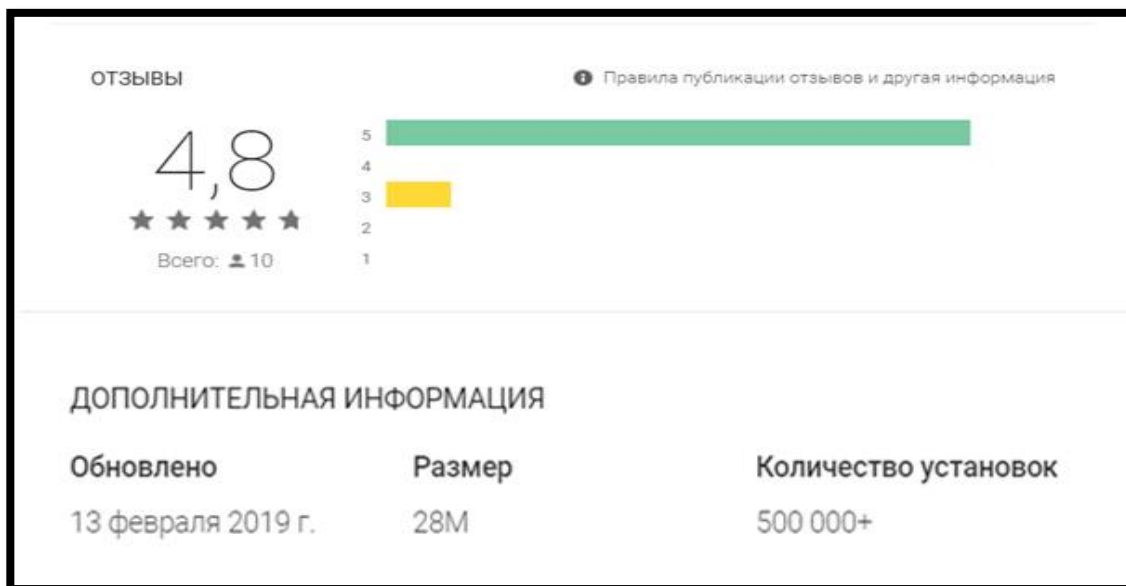 ОТЗЫВЫ
Правила публикации отзывов и другая информация
4,8
Всего: 10
5
4
3
2
1
ДОПОЛНИТЕЛЬНАЯ ИНФОРМАЦИЯ
Обновлено Размер Количество установок
13 февраля 2019 г. 28M 500 000+